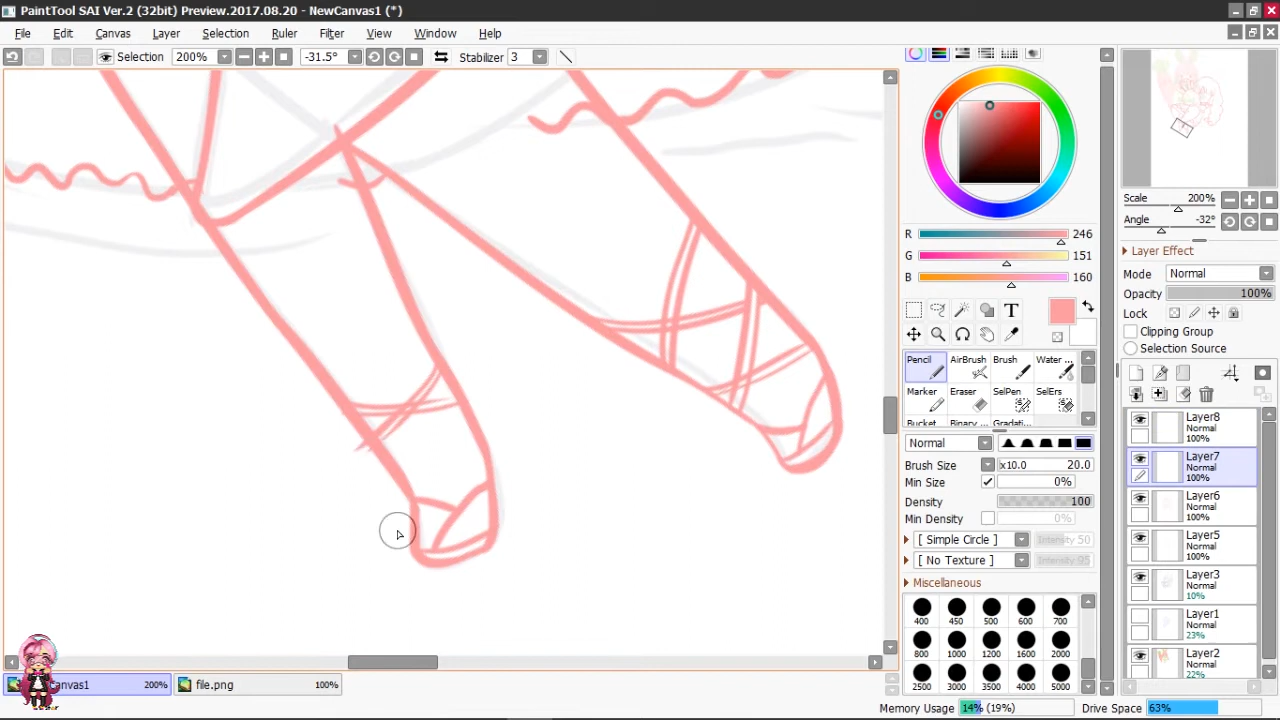 PaintTool SAI Ver.2 (32bit) Preview.2017.08.20 - NewCanvas1 (*)
File Edit Canvas Layer Selection Ruler Filter View Window Help
Selection 200% -31.5° Stabilizer 3
Scale 200%
Angle -32°
Layer Effect
Mode Normal
Opacity 100%
Lock
Clipping Group
Selection Source
R 246
G 151
B 160
T
Pencil AirBrush Brush Water ...
Marker Eraser SelPen SelErs
Bucket Binary ... Gradati...
Normal
Brush Size x10.0 20.0
Min Size 0%
Density 100
Min Density 0%
[ Simple Circle ] Intensity 50
[ No Texture ] Intensity 95
Miscellaneous
400 450 500 600 700
800 1000 1200 1600 2000
2500 3000 3500 4000 5000
Layer8
Normal
100%
Layer7
Normal
100%
Layer6
Normal
100%
Layer5
Normal
100%
Layer3
Normal
10%
Layer1
Normal
23%
Layer2
Normal
22%
anvas1 200% file.png 100%
Memory Usage 14% (19%) Drive Space 63%